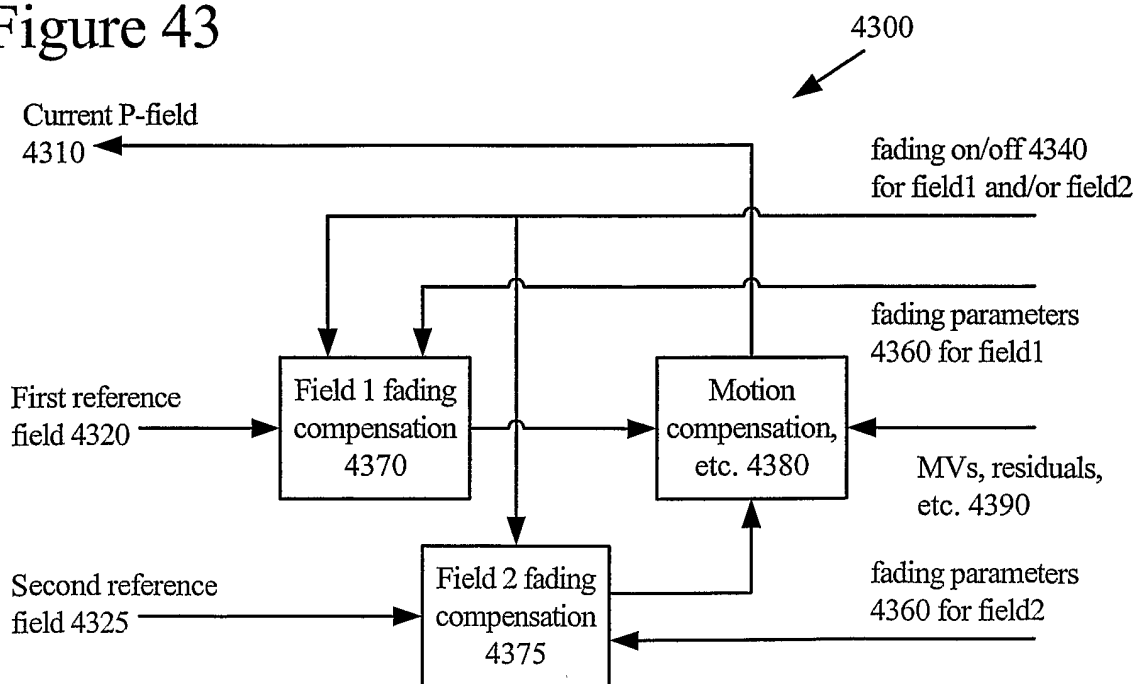 Figure 43
4300
Current P-field
4310
fading on/off 4340
for field1 and/or field2
fading parameters
4360 for field1
First reference
field 4320
Field 1 fading
compensation
4370
Motion
compensation,
etc. 4380
MVs, residuals,
etc. 4390
Second reference
field 4325
Field 2 fading
compensation
4375
fading parameters
4360 for field2